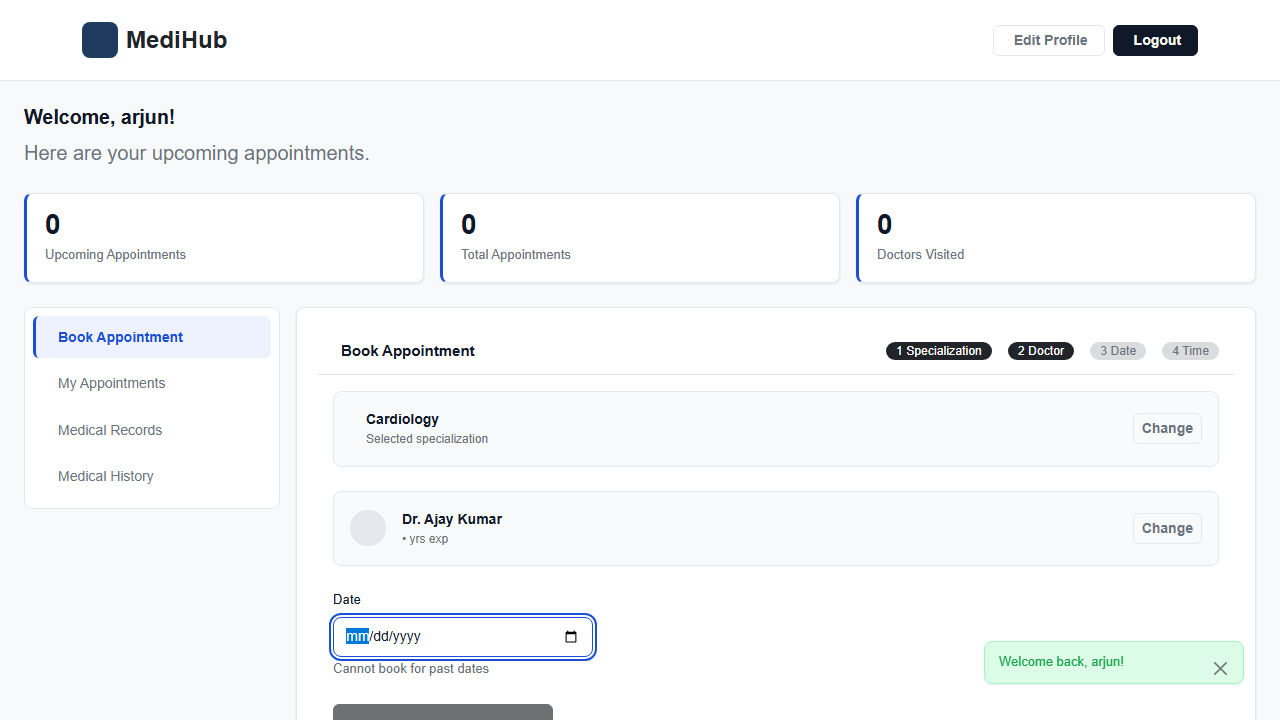 MediHub
Edit Profile
Logout
Welcome, arjun!
Here are your upcoming appointments.
0
Upcoming Appointments
0
Total Appointments
0
Doctors Visited
Book Appointment
My Appointments
Medical Records
Medical History
Book Appointment
1 Specialization
2 Doctor
3 Date
4 Time
Cardiology
Selected specialization
Change
Dr. Ajay Kumar
• yrs exp
Change
Date
mm/dd/yyyy
Cannot book for past dates
Welcome back, arjun!